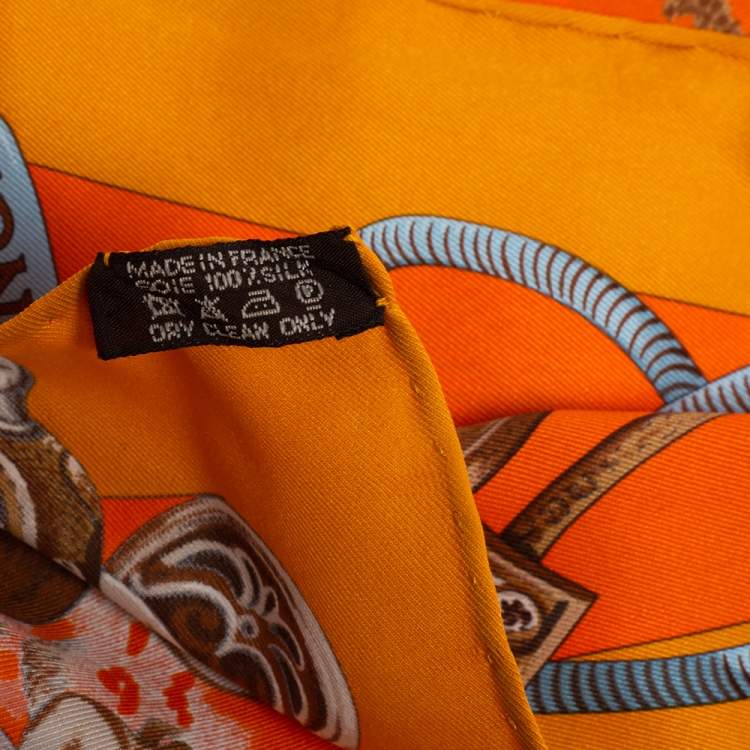 MADE IN FRANCE
SOIE 100% SILK
DRY CLEAN ONLY